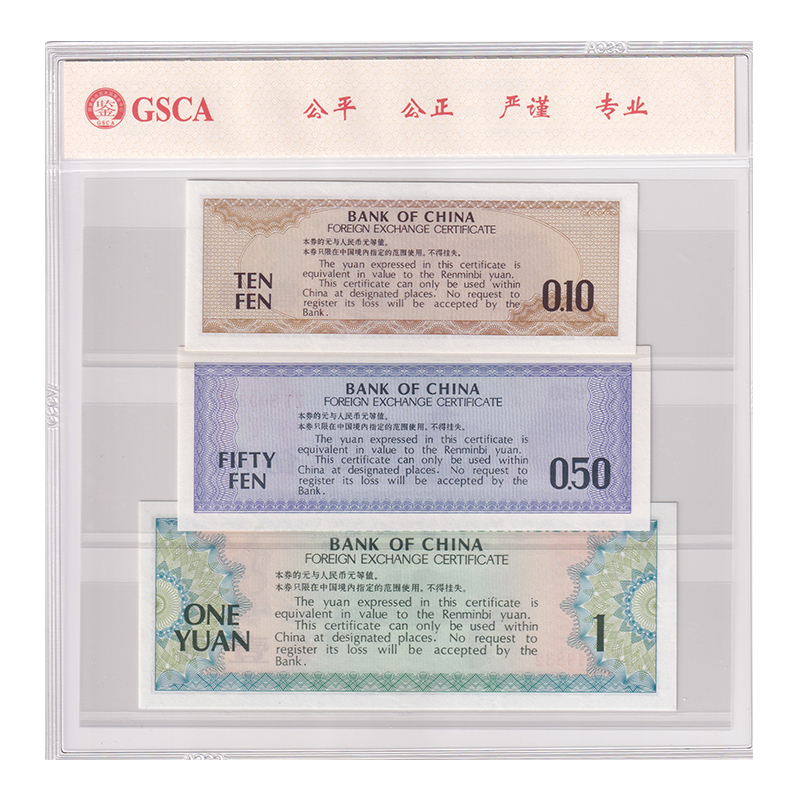 GSCA 公平 公正 严谨 专业
GSCA
BANK OF CHINA
FOREIGN EXCHANGE CERTIFICATE
本券的元与人民币元等值。
本券只限在中国境内指定的范围使用。不得挂失。
The yuan expressed in this certificate is
equivalent in value to the Renminbi yuan.
This certificate can only be used within
China at designated places. No request to
register its loss will be accepted by the
Bank.
TEN
FEN
0.10
BANK OF CHINA
FOREIGN EXCHANGE CERTIFICATE
本券的元与人民币元等值。
本券只限在中国境内指定的范围使用。不得挂失。
The yuan expressed in this certificate is
equivalent in value to the Renminbi yuan.
This certificate can only be used within
China at designated places. No request to
register its loss will be accepted by the
Bank.
FIFTY
FEN
0.50
BANK OF CHINA
FOREIGN EXCHANGE CERTIFICATE
本券的元与人民币元等值。
本券只限在中国境内指定的范围使用。不得挂失。
The yuan expressed in this certificate is
equivalent in value to the Renminbi yuan.
This certificate can only be used within
China at designated places. No request to
register its loss will be accepted by the
Bank.
ONE
YUAN
1